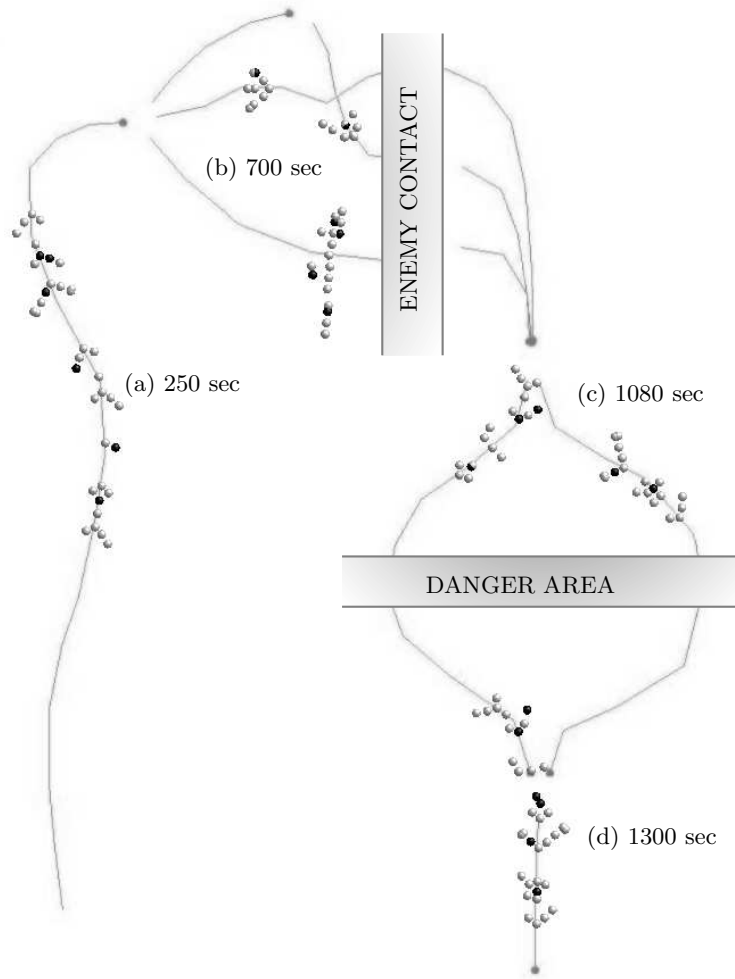 ENEMY CONTACT
(b) 700 sec
(a) 250 sec
(c) 1080 sec
DANGER AREA
(d) 1300 sec